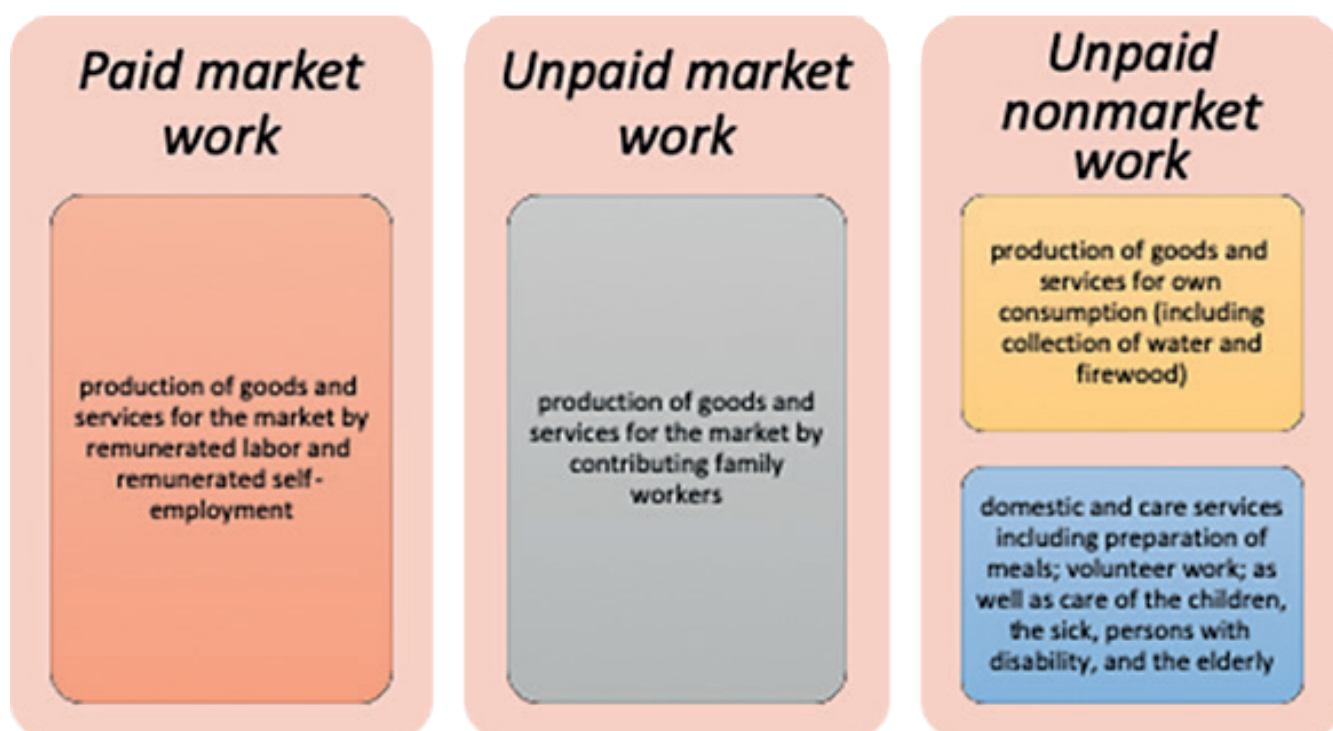 Paid market
work
production of goods and
services for the market by
remunerated labor and
remunerated self-
employment
Unpaid market
work
production of goods and
services for the market by
contributing family
workers
Unpaid
nonmarket
work
production of goods and
services for own
consumption (including
collection of water and
firewood)
domestic and care services
including preparation of
meals; volunteer work; as
well as care of the children,
the sick, persons with
disability, and the elderly